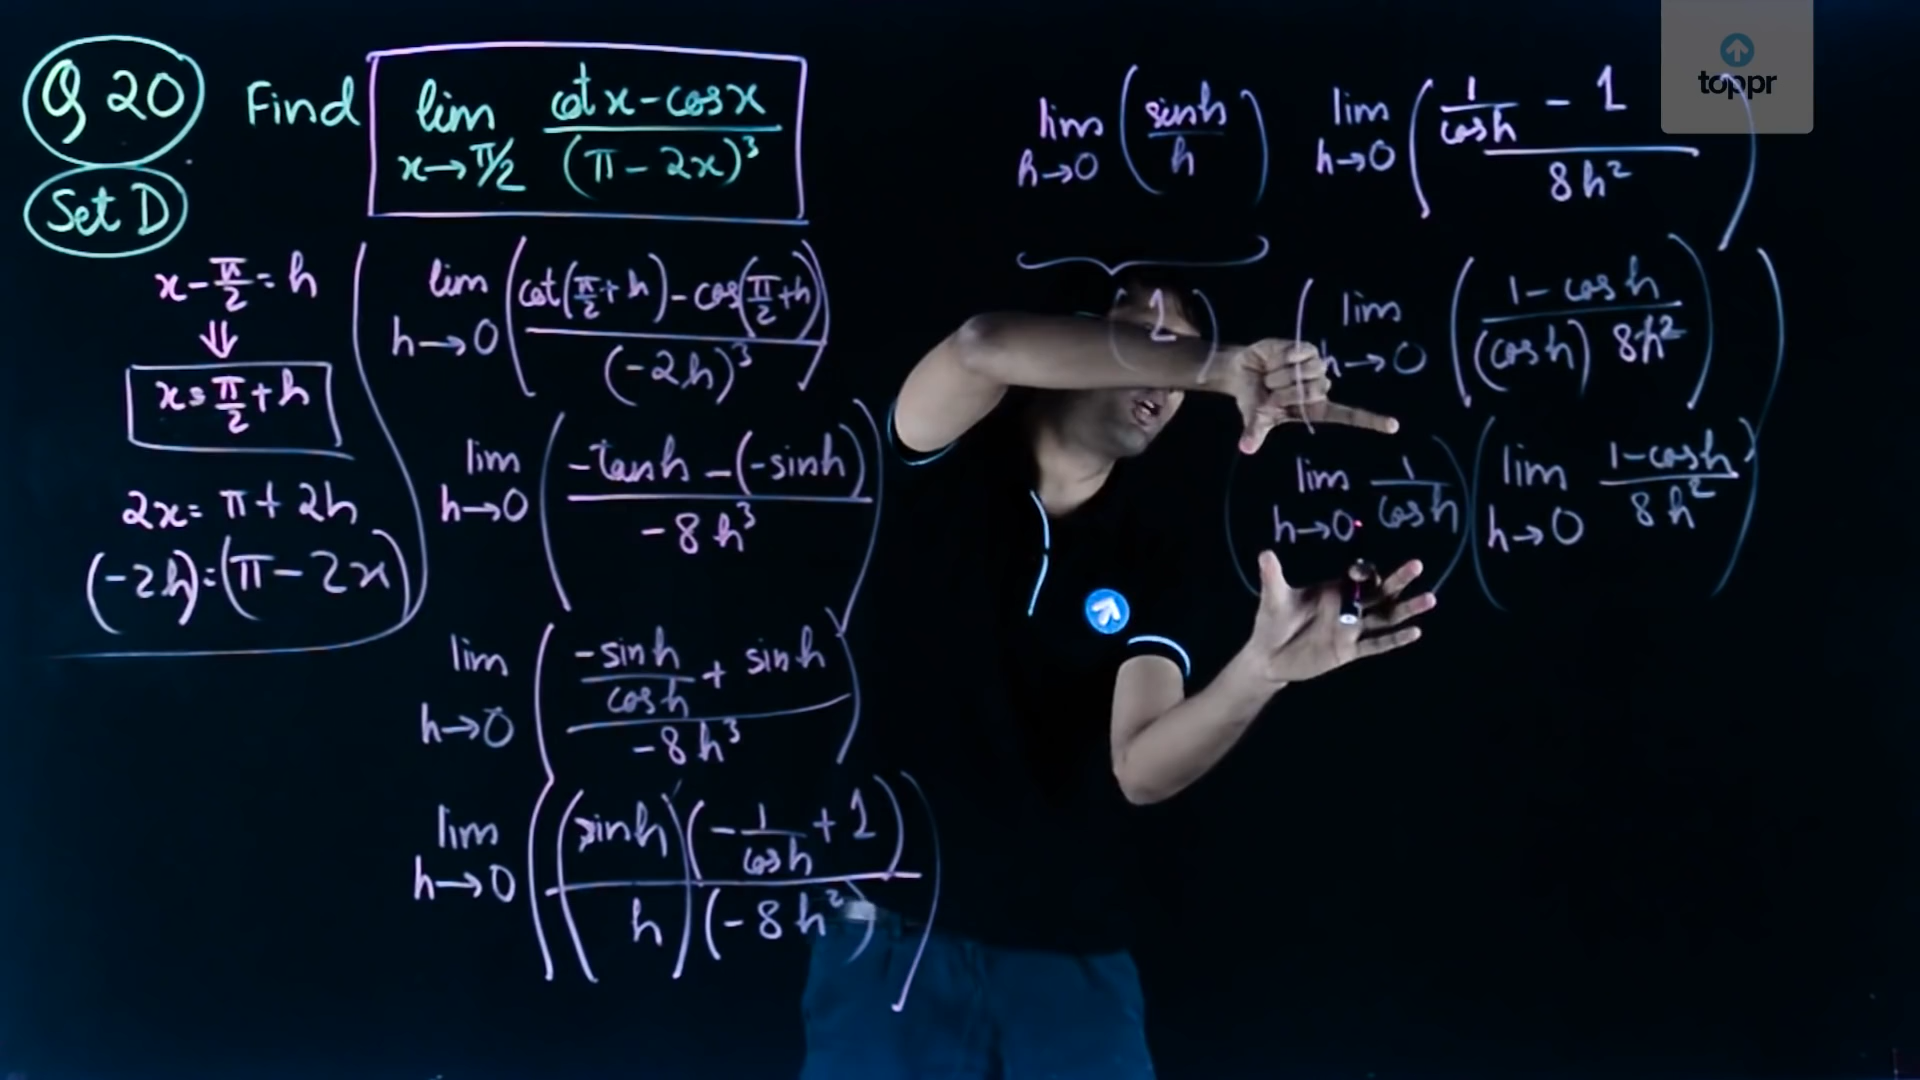 Q 20
Set D
Find lim x→π/2 (cot x - cos x)/(π - 2x)³
x - π/2 = h
⇓
x = π/2 + h
2x = π + 2h
(-2h) = (π - 2x)
lim h→0 ((cot(π/2 + h) - cos(π/2 + h))/(-2h)³)
lim h→0 ((-tan h - (-sin h))/(-8h³))
lim h→0 ((-sin h/cos h + sin h)/(-8h³))
lim h→0 ((sin h/h) (-1/cos h + 1)/(-8h²))
lim h→0 (sin h/h) lim h→0 ((1/cos h - 1)/8h²)
(1) (lim h→0 ((1 - cos h)/((cos h) 8h²)))
(lim h→0 1/cos h) (lim h→0 (1 - cos h)/8h²)
toppr